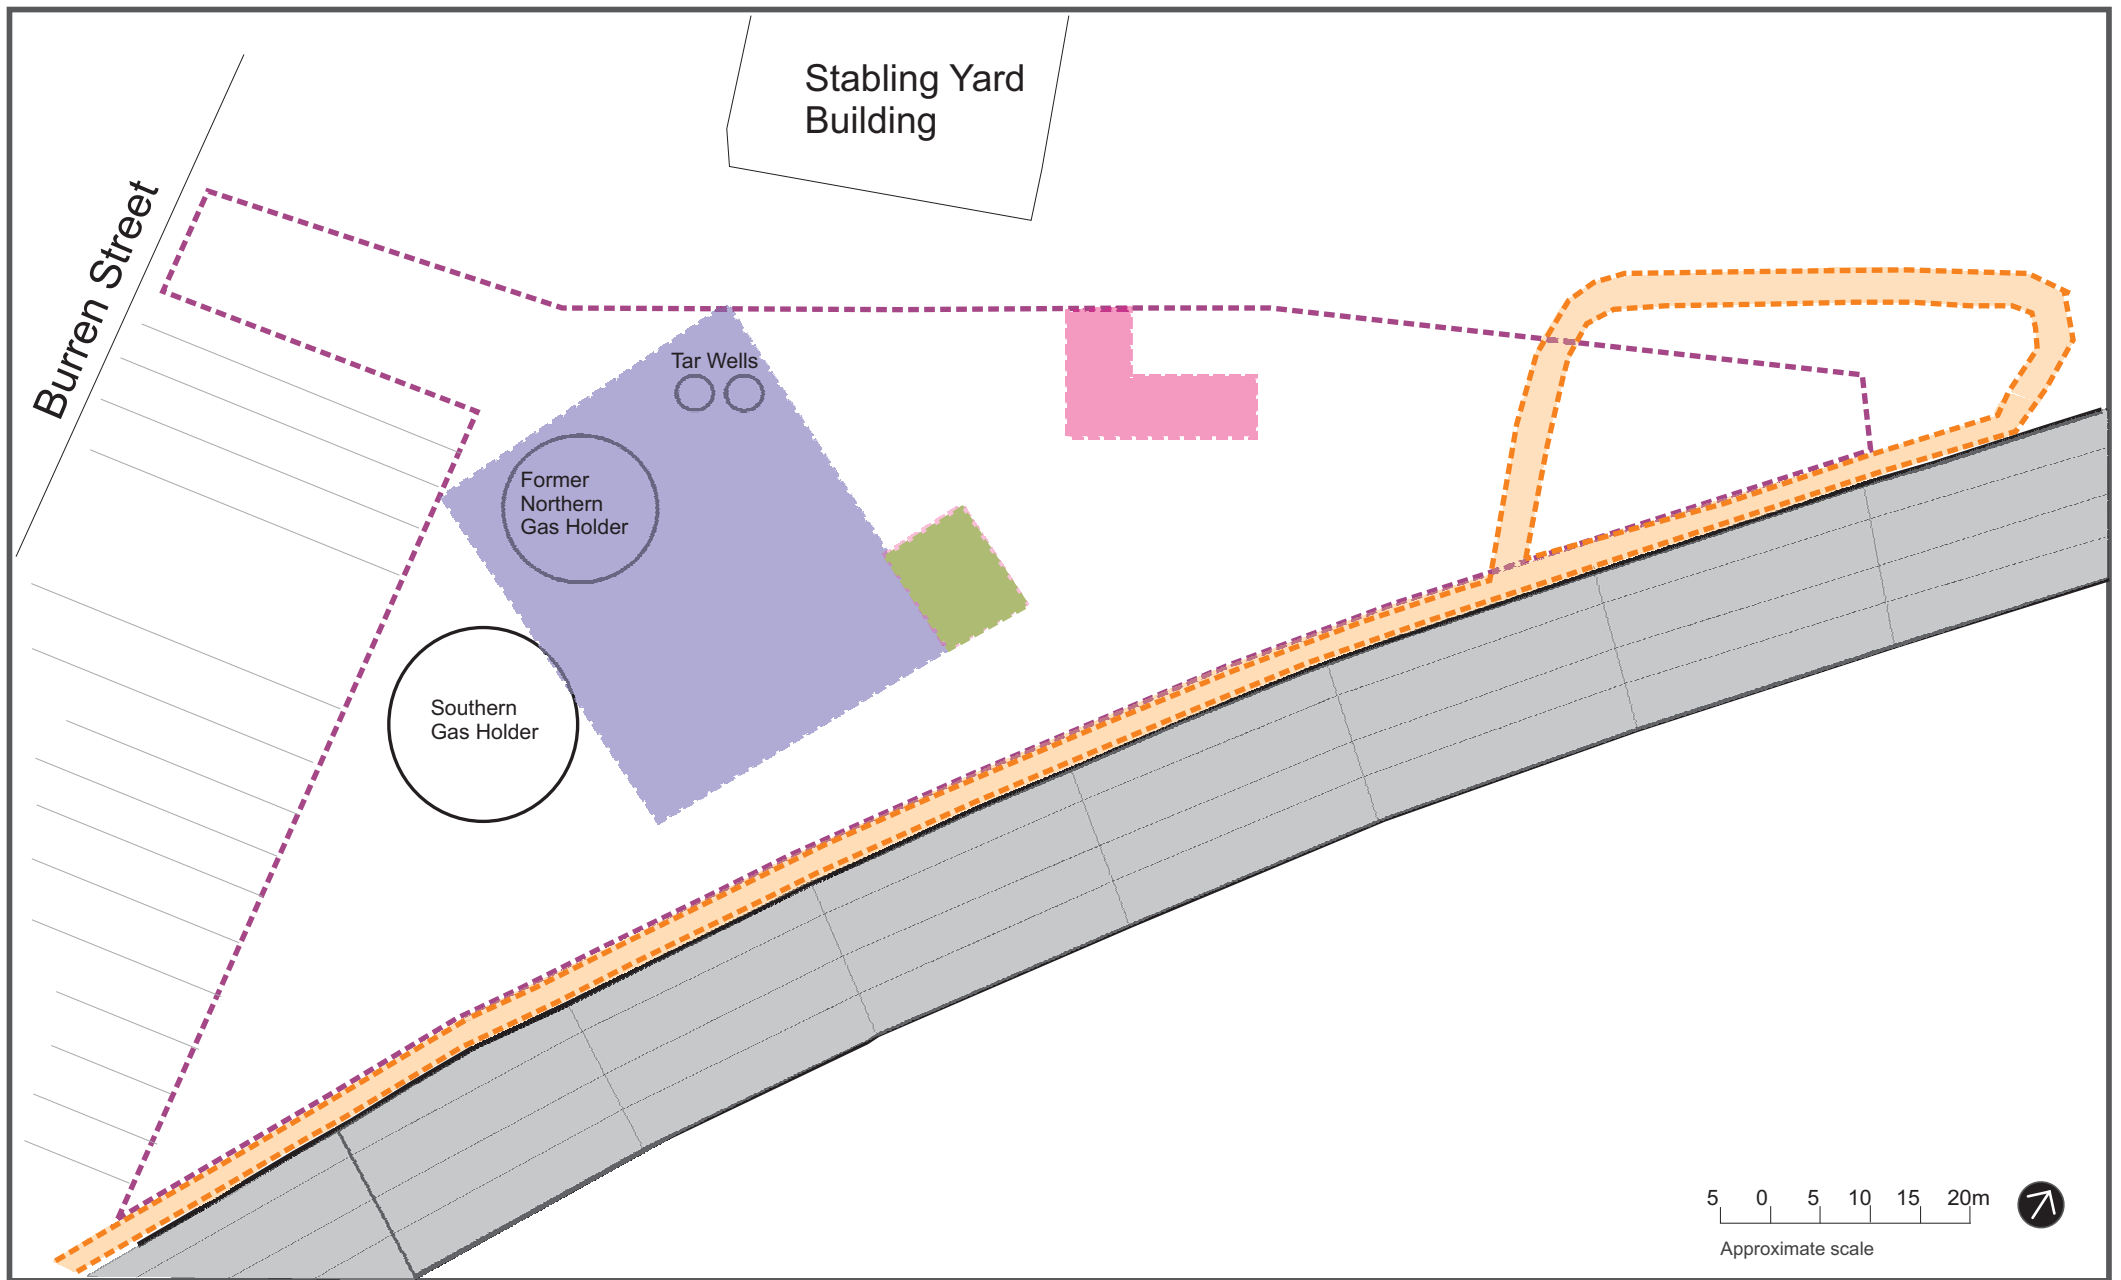 Stabling Yard
Building
Burren Street
Tar Wells
Former
Northern
Gas Holder
Southern
Gas Holder
5 0 5 10 15 20m
Approximate scale